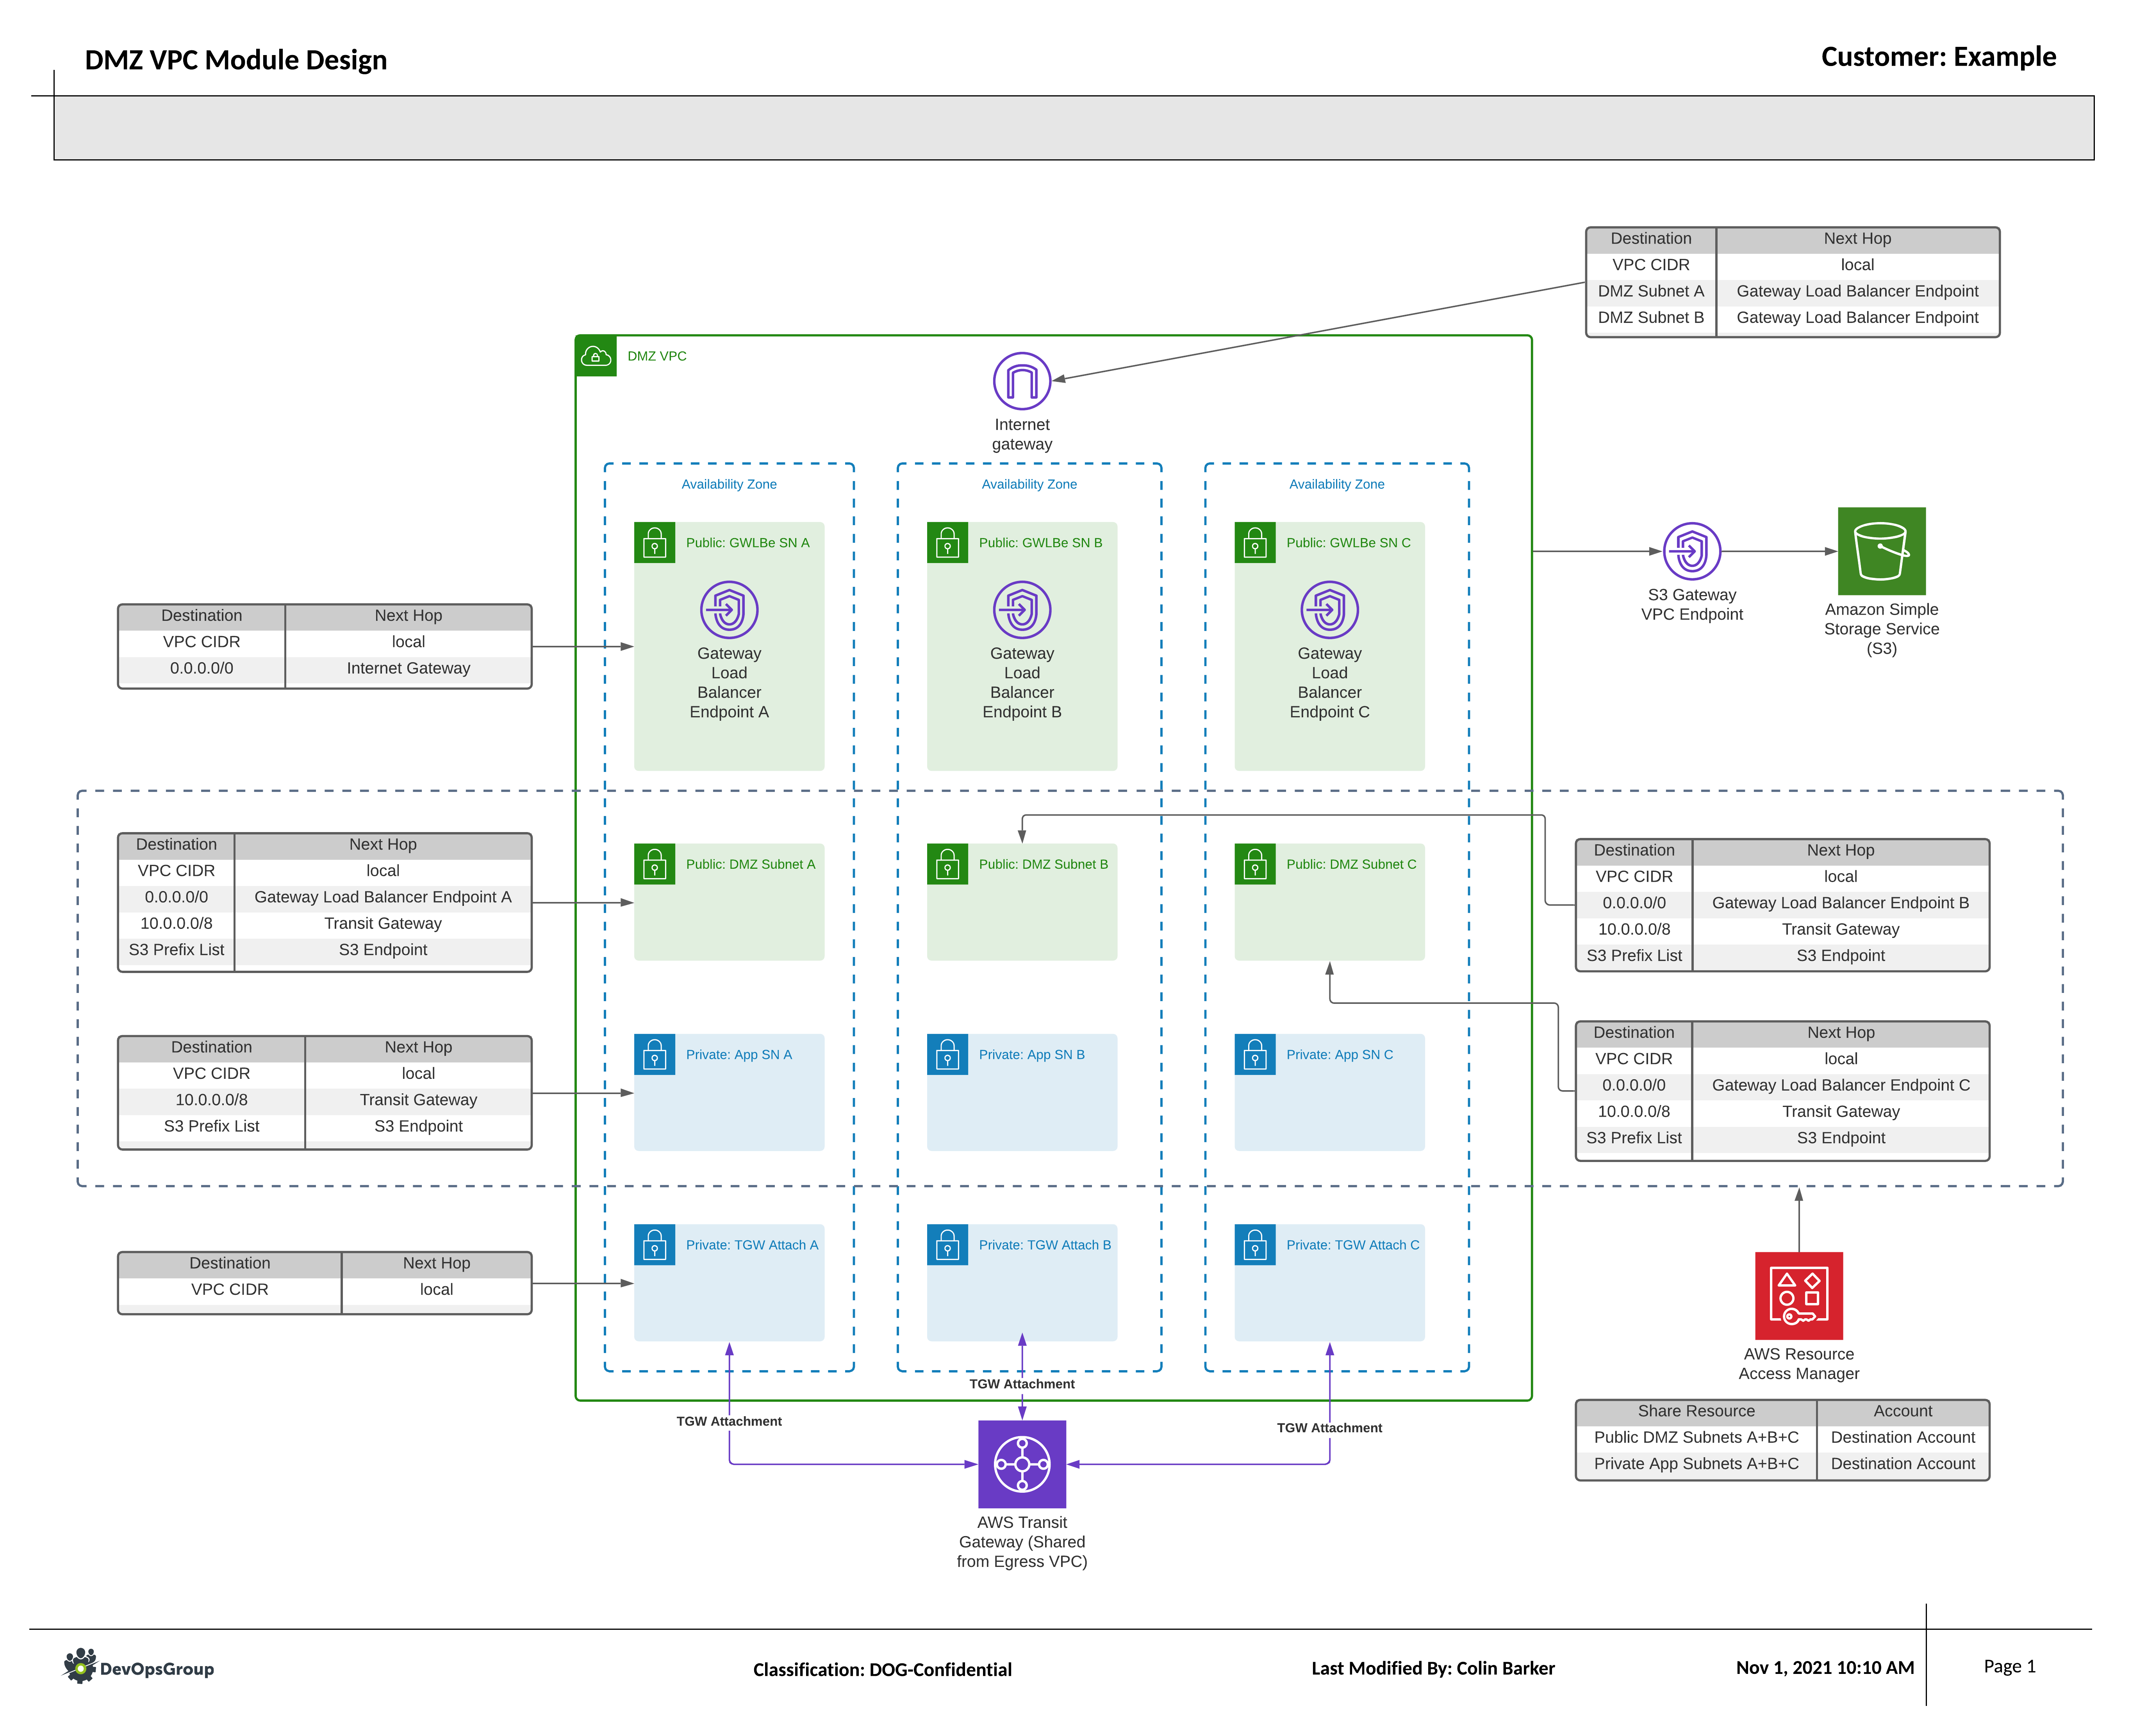 DMZ VPC Module Design
Customer: Example
Destination Next Hop
VPC CIDR local
DMZ Subnet A Gateway Load Balancer Endpoint
DMZ Subnet B Gateway Load Balancer Endpoint
DMZ VPC
Internet
gateway
Availability Zone
Availability Zone
Availability Zone
Public: GWLBe SN A
Gateway
Load
Balancer
Endpoint A
Public: GWLBe SN B
Gateway
Load
Balancer
Endpoint B
Public: GWLBe SN C
Gateway
Load
Balancer
Endpoint C
S3 Gateway
VPC Endpoint
Amazon Simple
Storage Service
(S3)
Destination Next Hop
VPC CIDR local
0.0.0.0/0 Internet Gateway
Destination Next Hop
VPC CIDR local
0.0.0.0/0 Gateway Load Balancer Endpoint A
10.0.0.0/8 Transit Gateway
S3 Prefix List S3 Endpoint
Public: DMZ Subnet A
Public: DMZ Subnet B
Public: DMZ Subnet C
Destination Next Hop
VPC CIDR local
0.0.0.0/0 Gateway Load Balancer Endpoint B
10.0.0.0/8 Transit Gateway
S3 Prefix List S3 Endpoint
Destination Next Hop
VPC CIDR local
10.0.0.0/8 Transit Gateway
S3 Prefix List S3 Endpoint
Private: App SN A
Private: App SN B
Private: App SN C
Destination Next Hop
VPC CIDR local
0.0.0.0/0 Gateway Load Balancer Endpoint C
10.0.0.0/8 Transit Gateway
S3 Prefix List S3 Endpoint
Destination Next Hop
VPC CIDR local
Private: TGW Attach A
Private: TGW Attach B
Private: TGW Attach C
AWS Resource
Access Manager
TGW Attachment
TGW Attachment
TGW Attachment
Share Resource Account
Public DMZ Subnets A+B+C Destination Account
Private App Subnets A+B+C Destination Account
AWS Transit
Gateway (Shared
from Egress VPC)
DevOpsGroup
Classification: DOG-Confidential
Last Modified By: Colin Barker
Nov 1, 2021 10:10 AM
Page 1